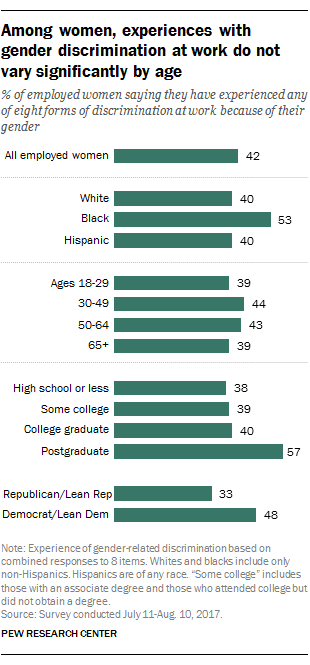 Among women, experiences with
gender discrimination at work do not
vary significantly by age
% of employed women saying they have experienced any
of eight forms of discrimination at work because of their
gender
All employed women 42
White 40
Black 53
Hispanic 40
Ages 18-29 39
30-49 44
50-64 43
65+ 39
High school or less 38
Some college 39
College graduate 40
Postgraduate 57
Republican/Lean Rep 33
Democrat/Lean Dem 48
Note: Experience of gender-related discrimination based on
combined responses to 8 items. Whites and blacks include only
non-Hispanics. Hispanics are of any race. “Some college” includes
those with an associate degree and those who attended college but
did not obtain a degree.
Source: Survey conducted July 11-Aug. 10, 2017.
PEW RESEARCH CENTER